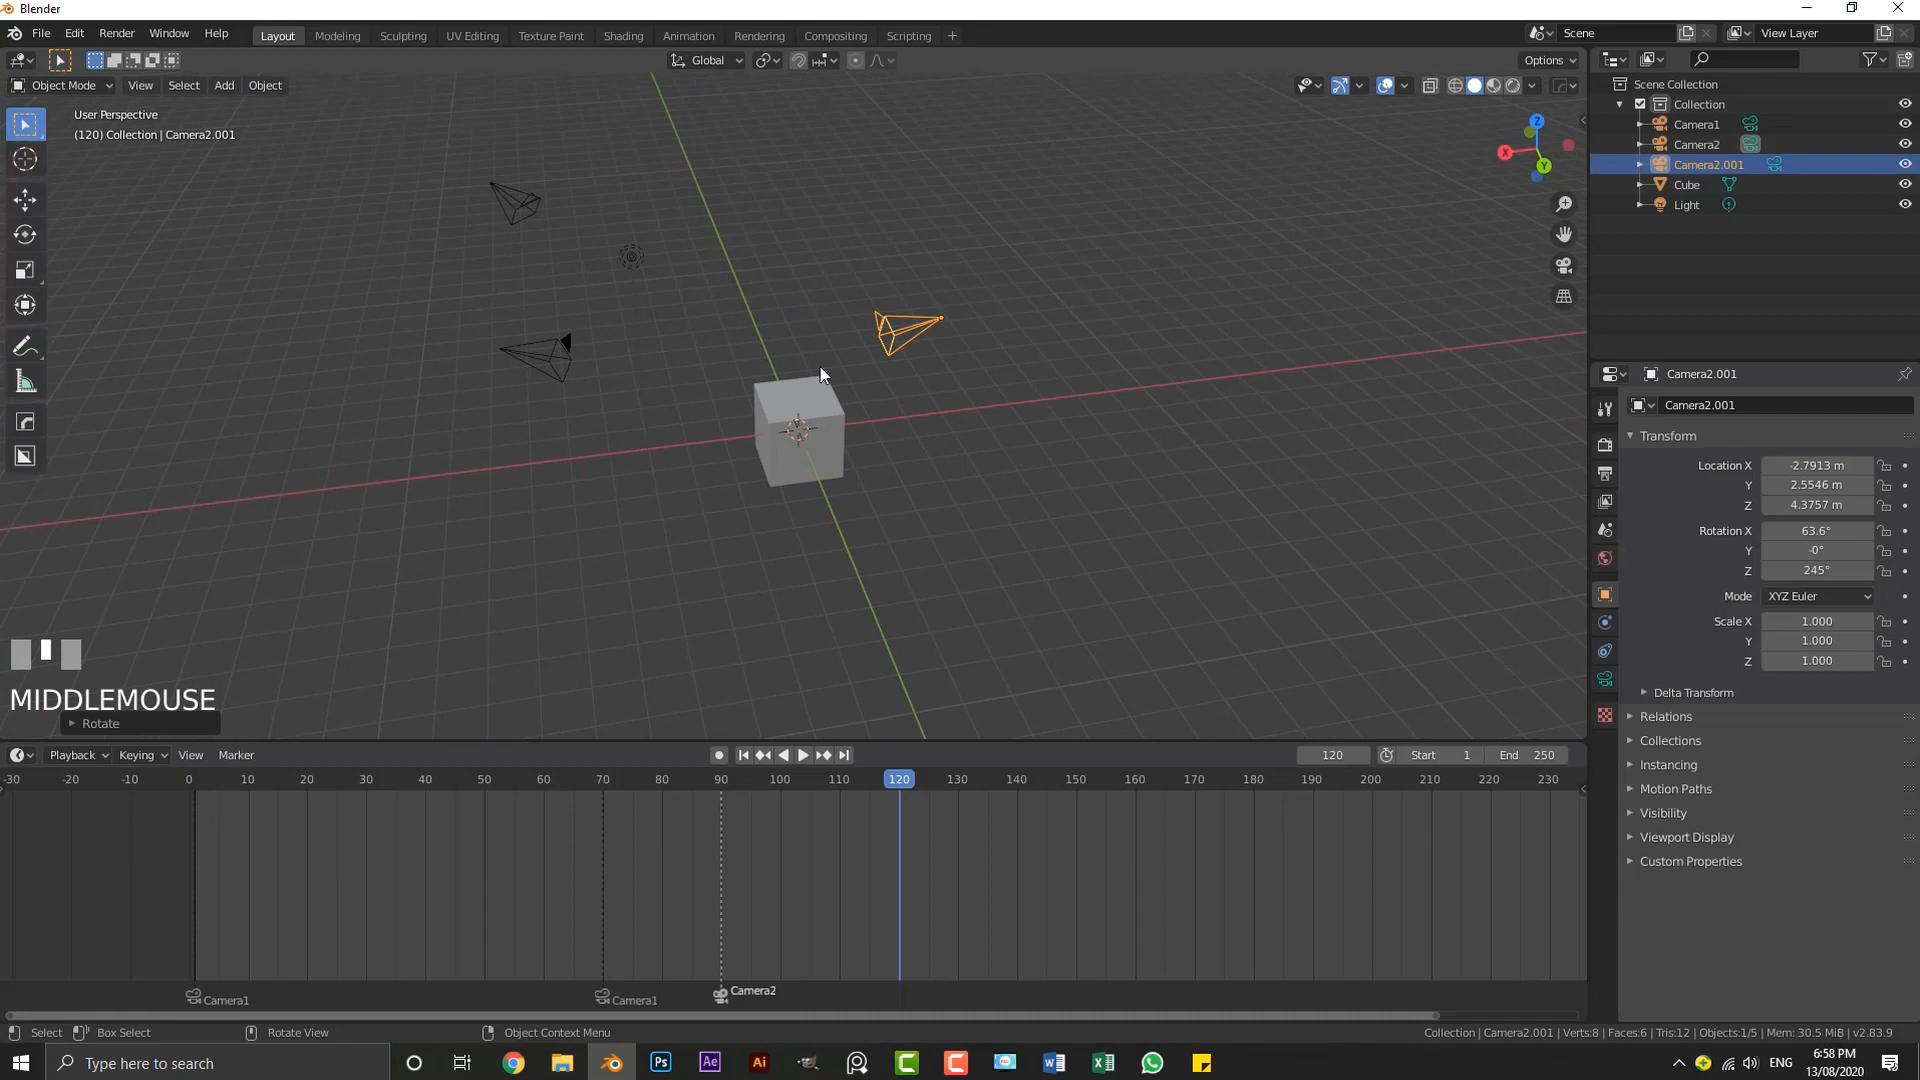 Blender
File Edit Window... Render Window Help
Layout Modeling Sculpting UV Editing Texture Paint Shading Animation Rendering Compositing Scripting +
Scene
View Layer
Global
Options
Object Mode View Select Add Object
User Perspective
(120) Collection | Camera2.001
Z
X
Y
Scene Collection
Collection
Camera1
Camera2
Camera2.001
Cube
Light
Camera2.001
Camera2.001
Transform
Location X -2.7913 m
Y 2.5546 m
Z 4.3757 m
Rotation X 63.6°
Y -0°
Z 245°
Mode XYZ Euler
Scale X 1.000
Y 1.000
Z 1.000
Delta Transform
Relations
Collections
Instancing
Motion Paths
Visibility
Viewport Display
Custom Properties
MIDDLEMOUSE
Rotate
Playback Keying View Marker
120 Start 1 End 250
-30 -20 -10 0 10 20 30 40 50 60 70 80 90 100 110 120 130 140 150 160 170 180 190 200 210 220 230
Camera1 Camera1 Camera2
Select Box Select Rotate View Object Context Menu
Collection | Camera2.001 | Verts:8 | Faces:6 | Tris:12 | Objects:1/5 | Mem: 30.5 MiB | v2.83.9
Type here to search
Ps Ae Ai
ENG
6:58 PM
13/08/2020